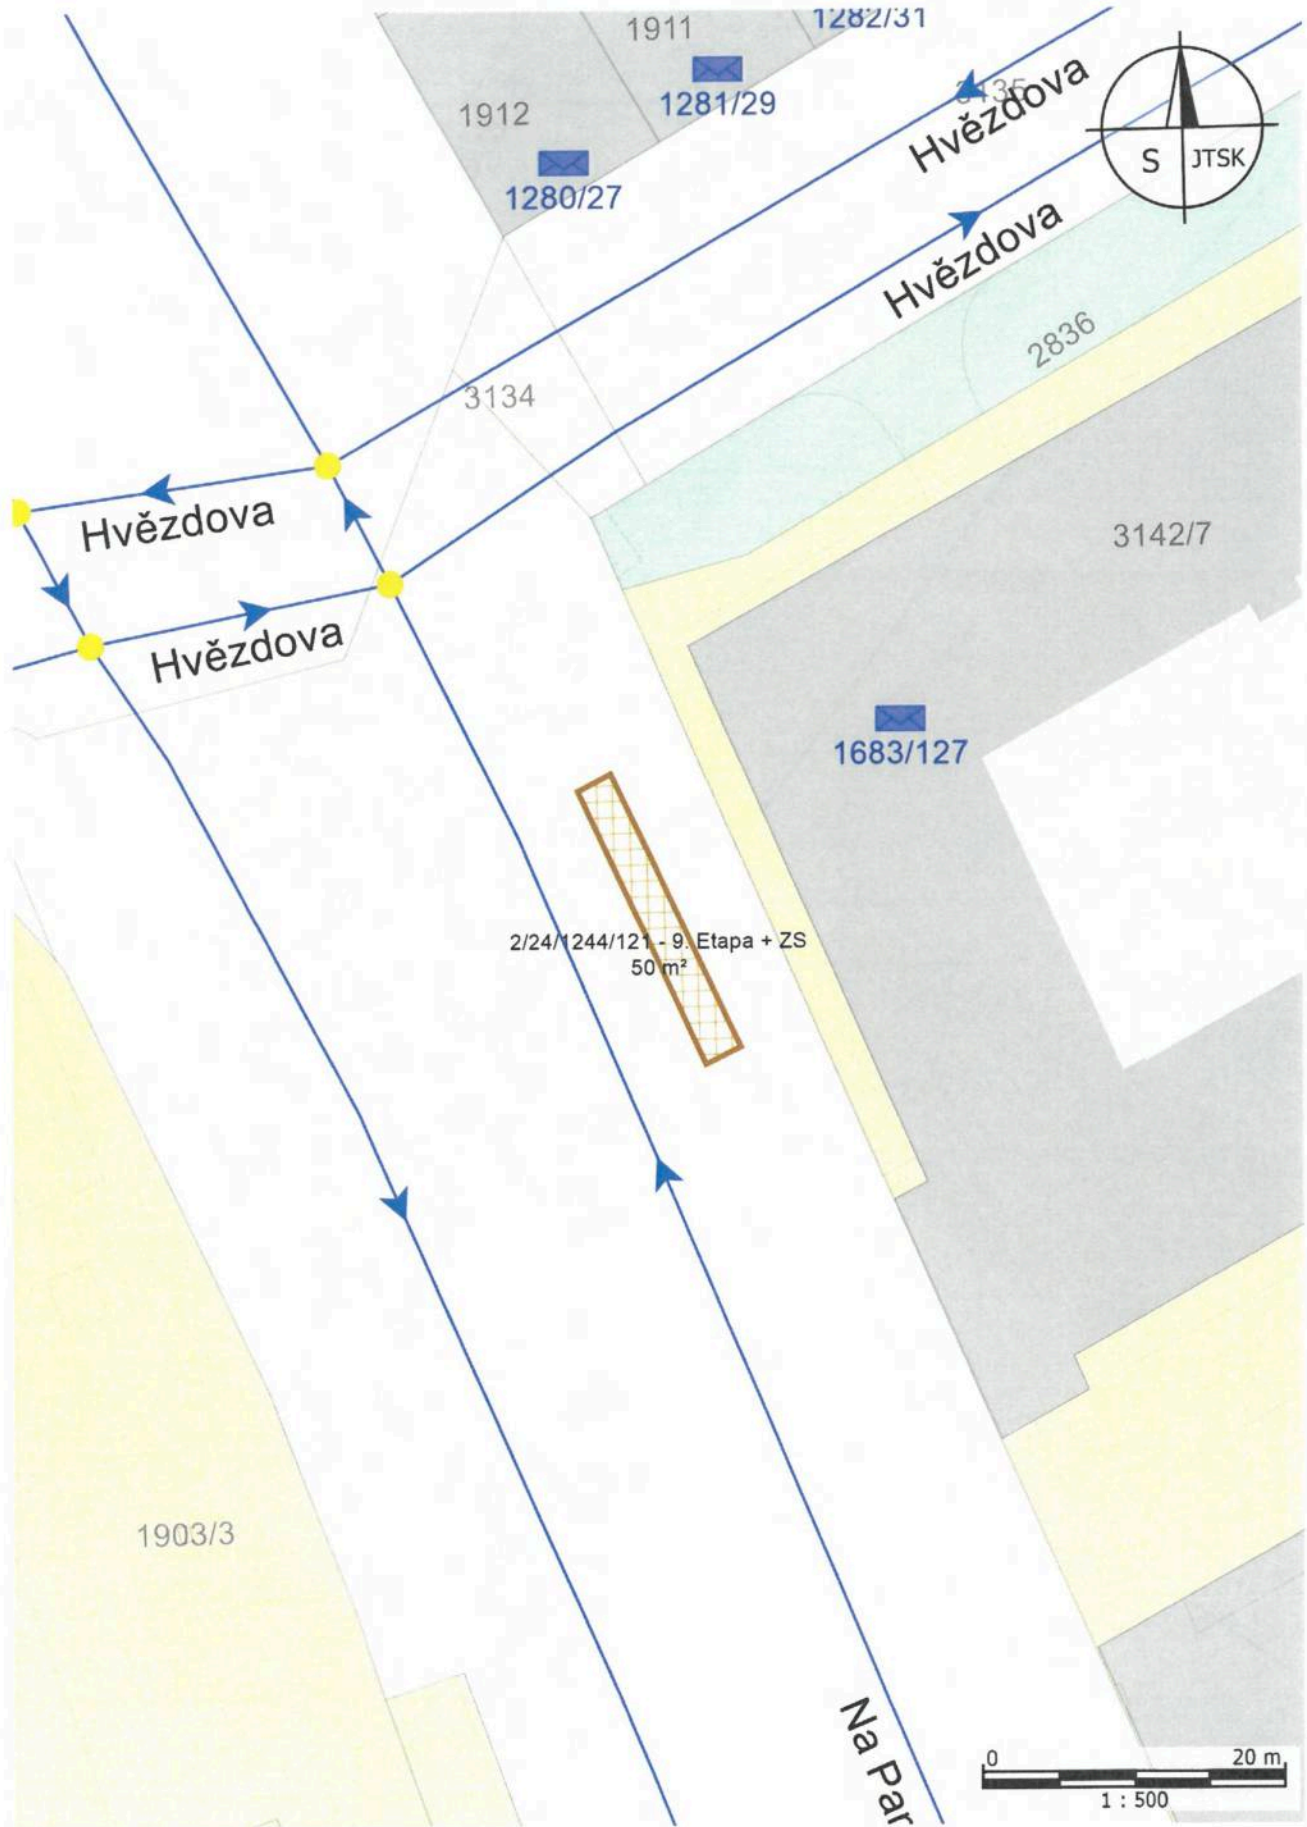 1911
1282/31
1281/29
1912
1280/27
3135
Hvězdova
S JTSK
Hvězdova
2836
3134
Hvězdova
3142/7
Hvězdova
1683/127
2/24/1244/121 - 9. Etapa + ZS
50 m²
1903/3
Na Par
0 20 m
1 : 500